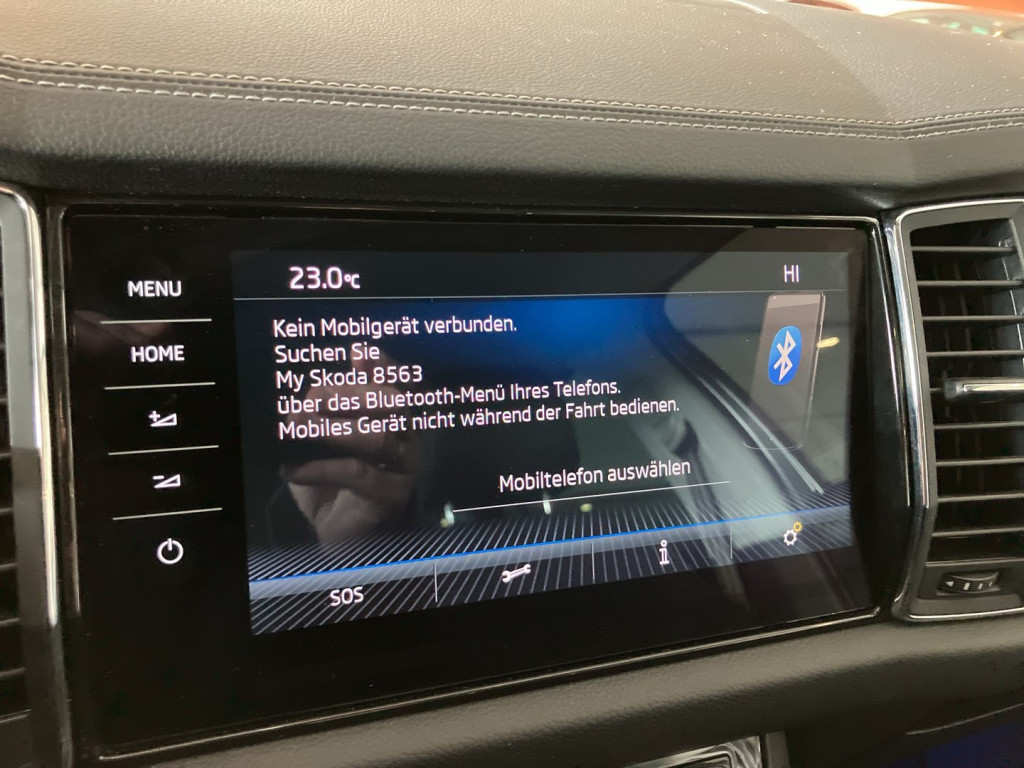 MENU
HOME
23.0°C
HI
Kein Mobilgerät verbunden.
Suchen Sie
My Skoda 8563
über das Bluetooth-Menü Ihres Telefons.
Mobiles Gerät nicht während der Fahrt bedienen.
Mobiltelefon auswählen
SOS